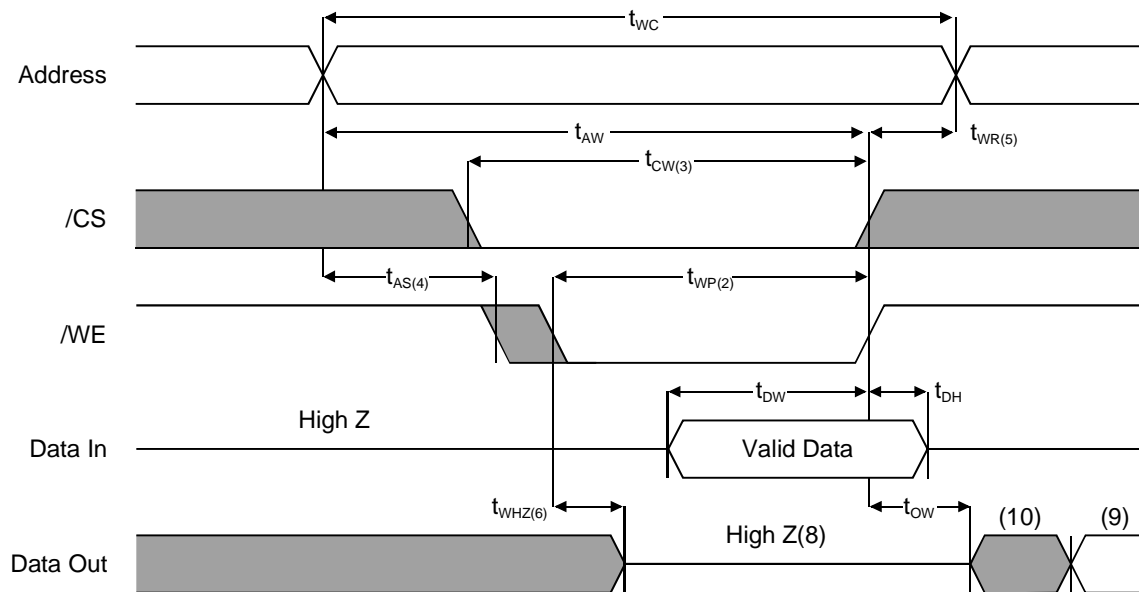 tWC
Address
tAW
tWR(5)
tCW(3)
/CS
tAS(4)
tWP(2)
/WE
tDW
tDH
High Z
Data In
Valid Data
tWHZ(6)
tOW
High Z(8)
(10)
(9)
Data Out